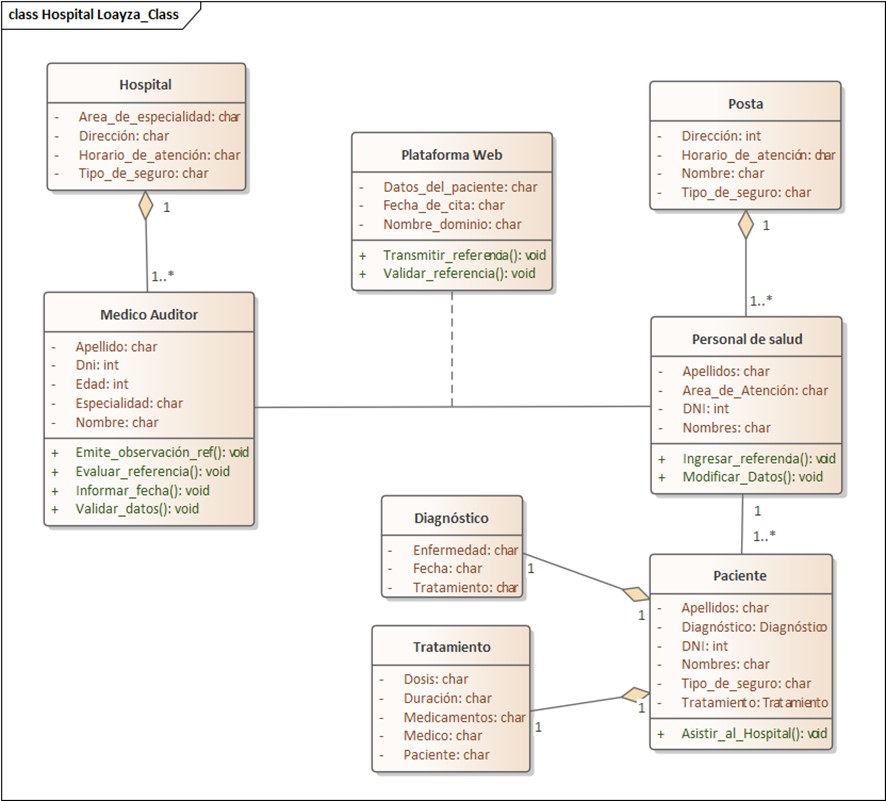 class Hospital Loayza_Class
Hospital
- Area_de_especialidad: char
- Dirección: char
- Horario_de_atención: char
- Tipo_de_seguro: char
1
1..*
Medico Auditor
- Apellido: char
- Dni: int
- Edad: int
- Especialidad: char
- Nombre: char
+ Emite_observación_ref(): void
+ Evaluar_referencia(): void
+ Informar_fecha(): void
+ Validar_datos(): void
Plataforma Web
- Datos_del_paciente: char
- Fecha_de_cita: char
- Nombre_dominio: char
+ Transmitir_referencia(): void
+ Validar_referencia(): void
Posta
- Dirección: int
- Horario_de_atención: char
- Nombre: char
- Tipo_de_seguro: char
1
1..*
Personal de salud
- Apellidos: char
- Area_de_Atención: char
- DNI: int
- Nombres: char
+ Ingresar_referencia(): void
+ Modificar_Datos(): void
1
1..*
Diagnóstico
- Enfermedad: char
- Fecha: char
- Tratamiento: char
1
1
Tratamiento
- Dosis: char
- Duración: char
- Medicamentos: char
- Medico: char
- Paciente: char
1
1
Paciente
- Apellidos: char
- Diagnóstico: Diagnóstico
- DNI: int
- Nombres: char
- Tipo_de_seguro: char
- Tratamiento: Tratamiento
+ Asistir_al_Hospital(): void